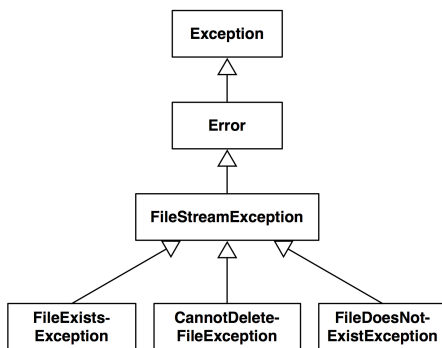 Exception
Error
FileStreamException
FileExists-
Exception
CannotDelete-
FileException
FileDoesNot-
ExistException